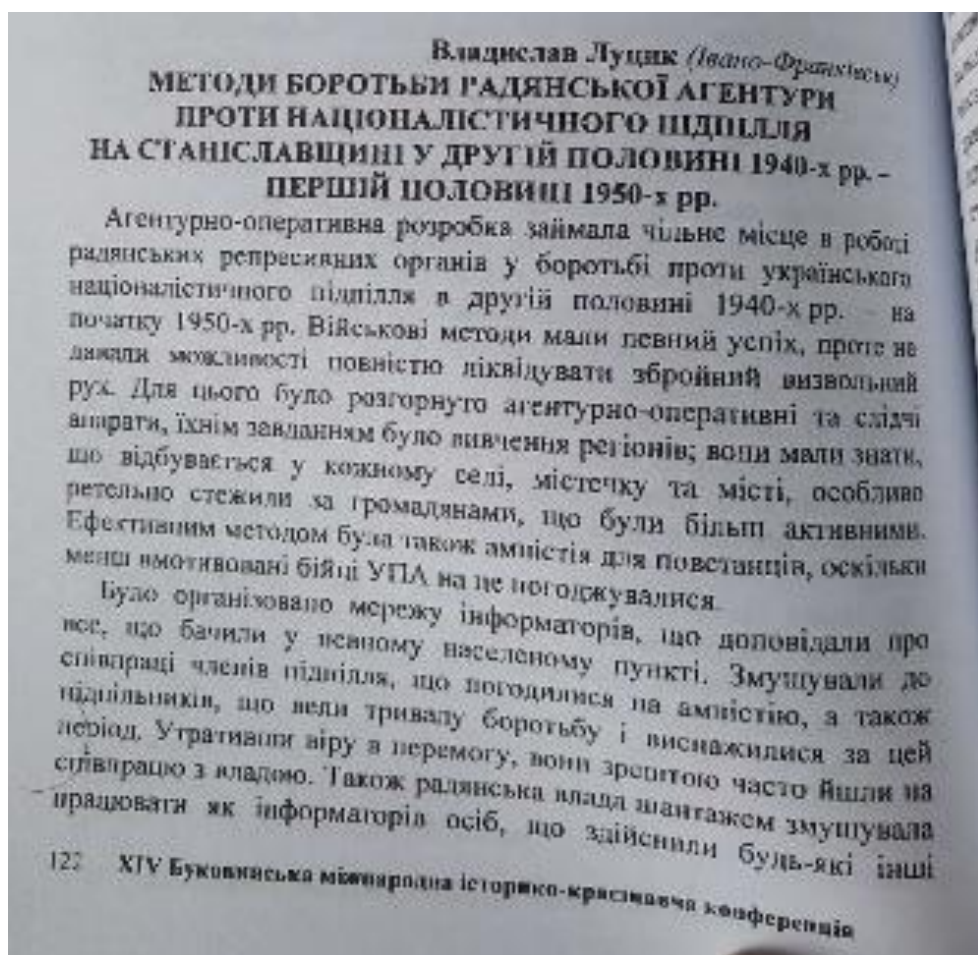 Владислав Луцик (Івано-Франківськ)
МЕТОДИ БОРОТЬБИ РАДЯНСЬКОЇ АГЕНТУРИ
ПРОТИ НАЦІОНАЛІСТИЧНОГО ПІДПІЛЛЯ
НА СТАНІСЛАВЩИНІ У ДРУГІЙ ПОЛОВИНІ 1940-х рр. –
ПЕРШІЙ ПОЛОВИНІ 1950-х рр.
Агентурно-оперативна розробка займала чільне місце в роботі
радянських репресивних органів у боротьбі проти українського
націоналістичного підпілля в другій половині 1940-х рр. – на
початку 1950-х рр. Військові методи мали певний успіх, проте не
давали можливості повністю ліквідувати збройний визвольний
рух. Для цього було розгорнуто агентурно-оперативні та слідчі
апарати, їхнім завданням було вивчення регіонів; вони мали знати,
що відбувається у кожному селі, містечку та місті, особливо
ретельно стежили за громадянами, що були більш активними.
Ефективним методом була також амністія для повстанців, оскільки
менш вмотивовані бійці УПА на це погоджувалися.
Було організовано мережу інформаторів, що доповідали про
все, що бачили у певному населеному пункті. Змушували до
співпраці членів підпілля, що погодилися на амністію, а також
підпільників, що вели тривалу боротьбу і виснажилися за цей
період. Утративши віру в перемогу, вони зрештою часто йшли на
співпрацю з владою. Також радянська влада шантажем змушувала
працювати як інформаторів осіб, що здійснили будь-які інші
122 XIV Буковинська міжнародна історико-краєзнавча конференція